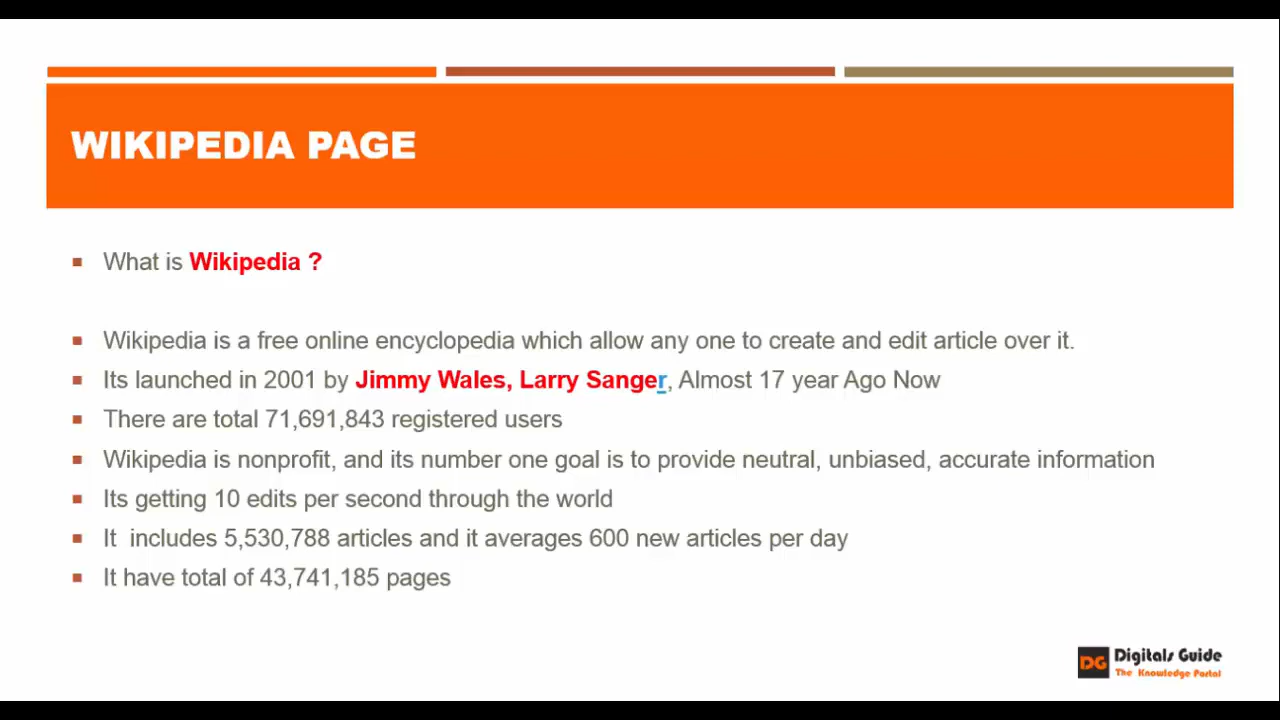 WIKIPEDIA PAGE
What is Wikipedia ?
Wikipedia is a free online encyclopedia which allow any one to create and edit article over it.
Its launched in 2001 by Jimmy Wales, Larry Sanger, Almost 17 year Ago Now
There are total 71,691,843 registered users
Wikipedia is nonprofit, and its number one goal is to provide neutral, unbiased, accurate information
Its getting 10 edits per second through the world
It  includes 5,530,788 articles and it averages 600 new articles per day
It have total of 43,741,185 pages
DG Digitals Guide
The Knowledge Portal